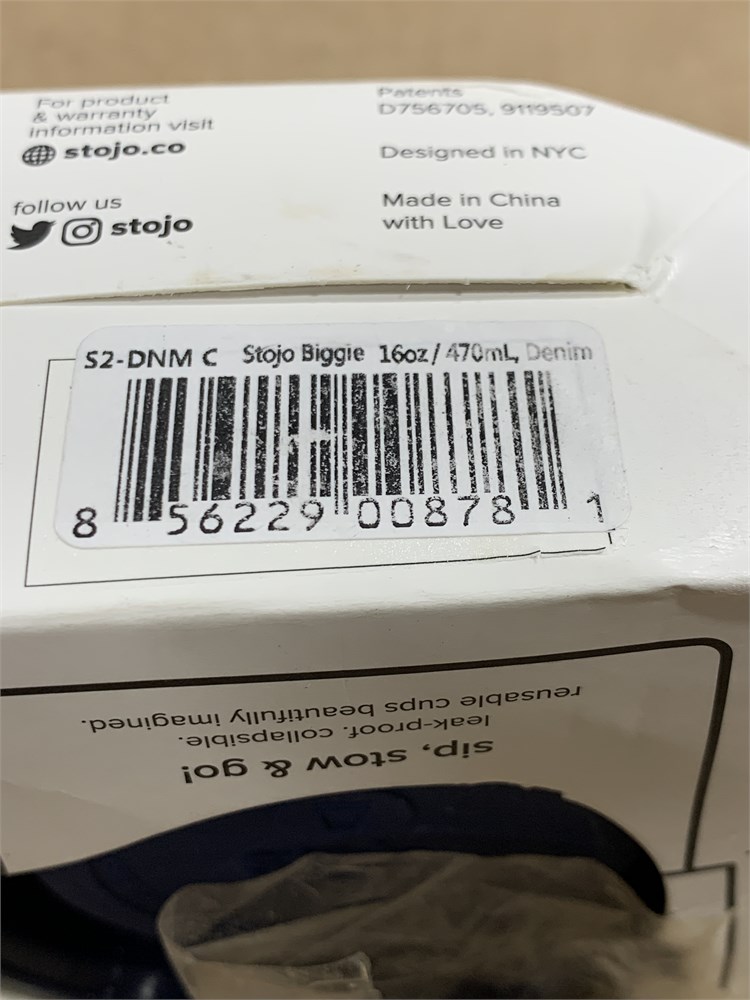 For product
& warranty
information visit
stojo.co
follow us
stojo
Patents
D756705, 9119507
Designed in NYC
Made in China
with Love
S2-DNM C Stojo Biggie 16oz/470mL, Denim
8 56229 00878 1
sip, stow & go!
leak-proof. collapsible.
reusable cups beautifully imagined.